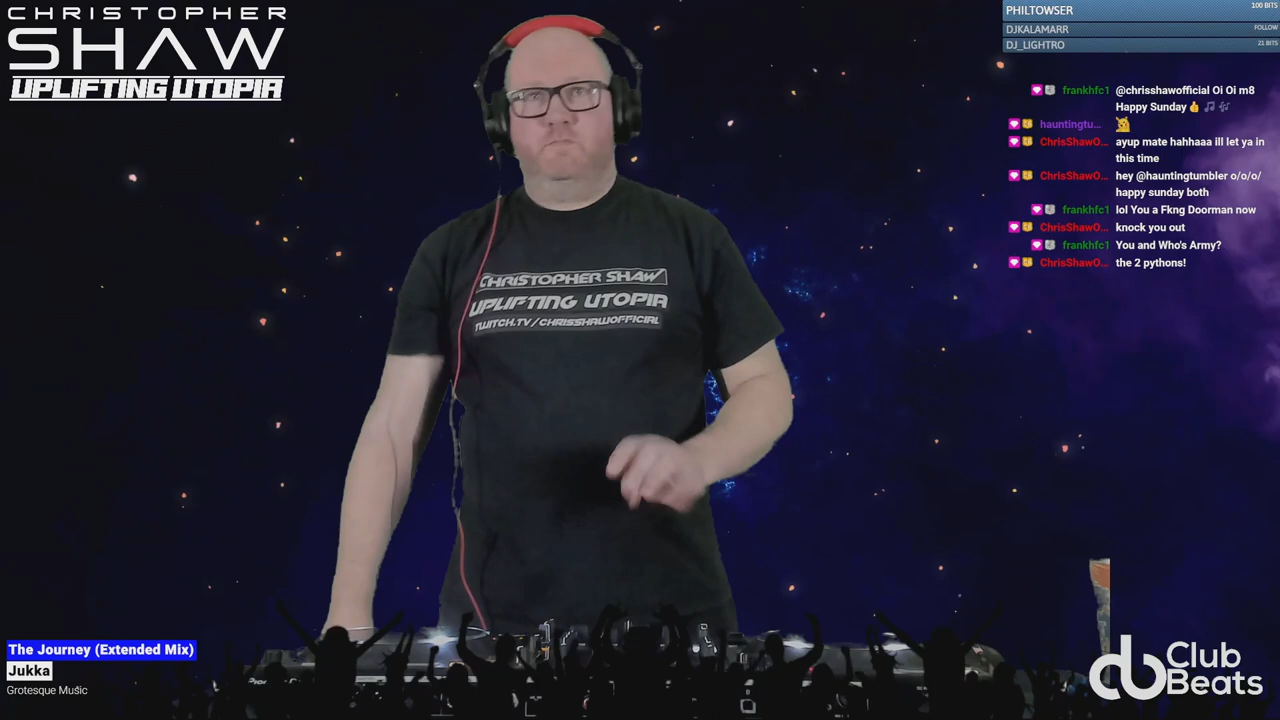 CHRISTOPHER
SHAW
UPLIFTING UTOPIA
PHILTOWSER 100 BITS
DJKALAMARR FOLLOW
DJ_LIGHTRO 21 BITS
frankhfc1 @chrisshawofficial Oi Oi m8
Happy Sunday
hauntingtu...
ChrisShawO... ayup mate hahhaaa ill let ya in
this time
ChrisShawO... hey @hauntingtumbler o/o/o/
happy sunday both
frankhfc1 lol You a Fkng Doorman now
ChrisShawO... knock you out
frankhfc1 You and Who's Army?
ChrisShawO... the 2 pythons!
CHRISTOPHER SHAW
UPLIFTING UTOPIA
TWITCH.TV/CHRISSHAWOFFICIAL
The Journey (Extended Mix)
Jukka
Grotesque Music
Club
Beats